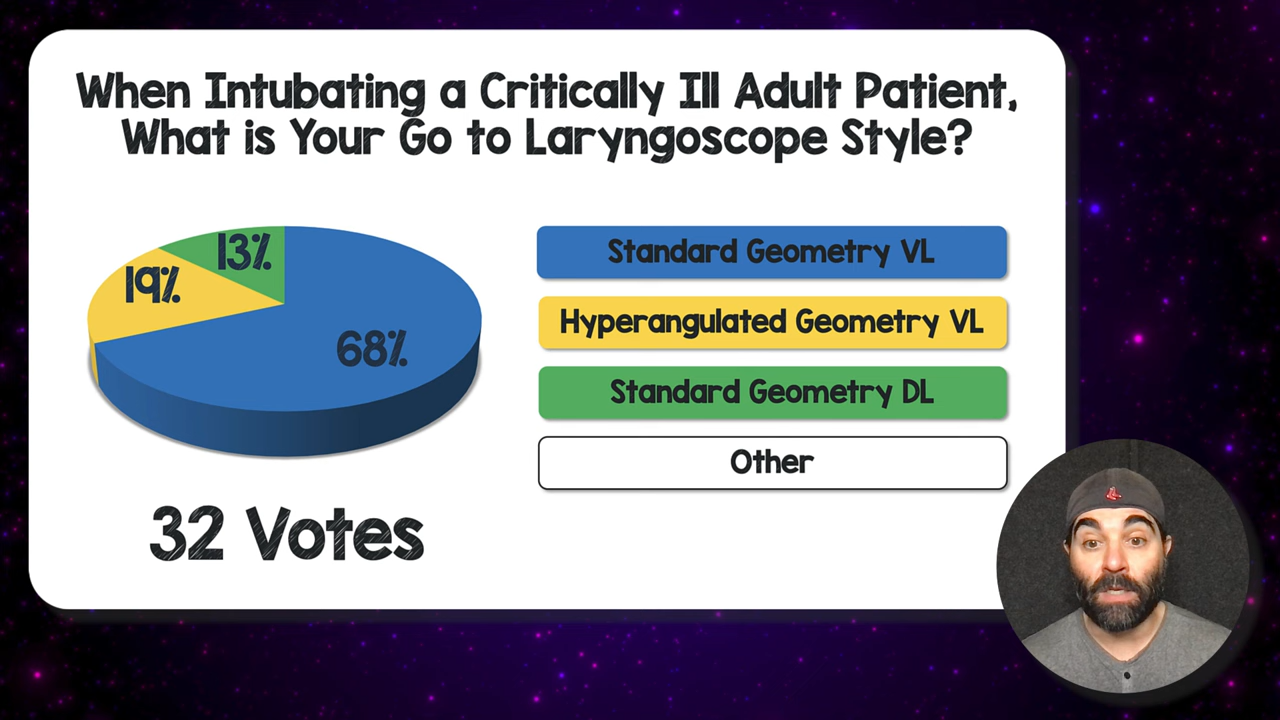 When Intubating a Critically Ill Adult Patient,
What is Your Go to Laryngoscope Style?
13%
19%
68%
Standard Geometry VL
Hyperangulated Geometry VL
Standard Geometry DL
Other
32 Votes